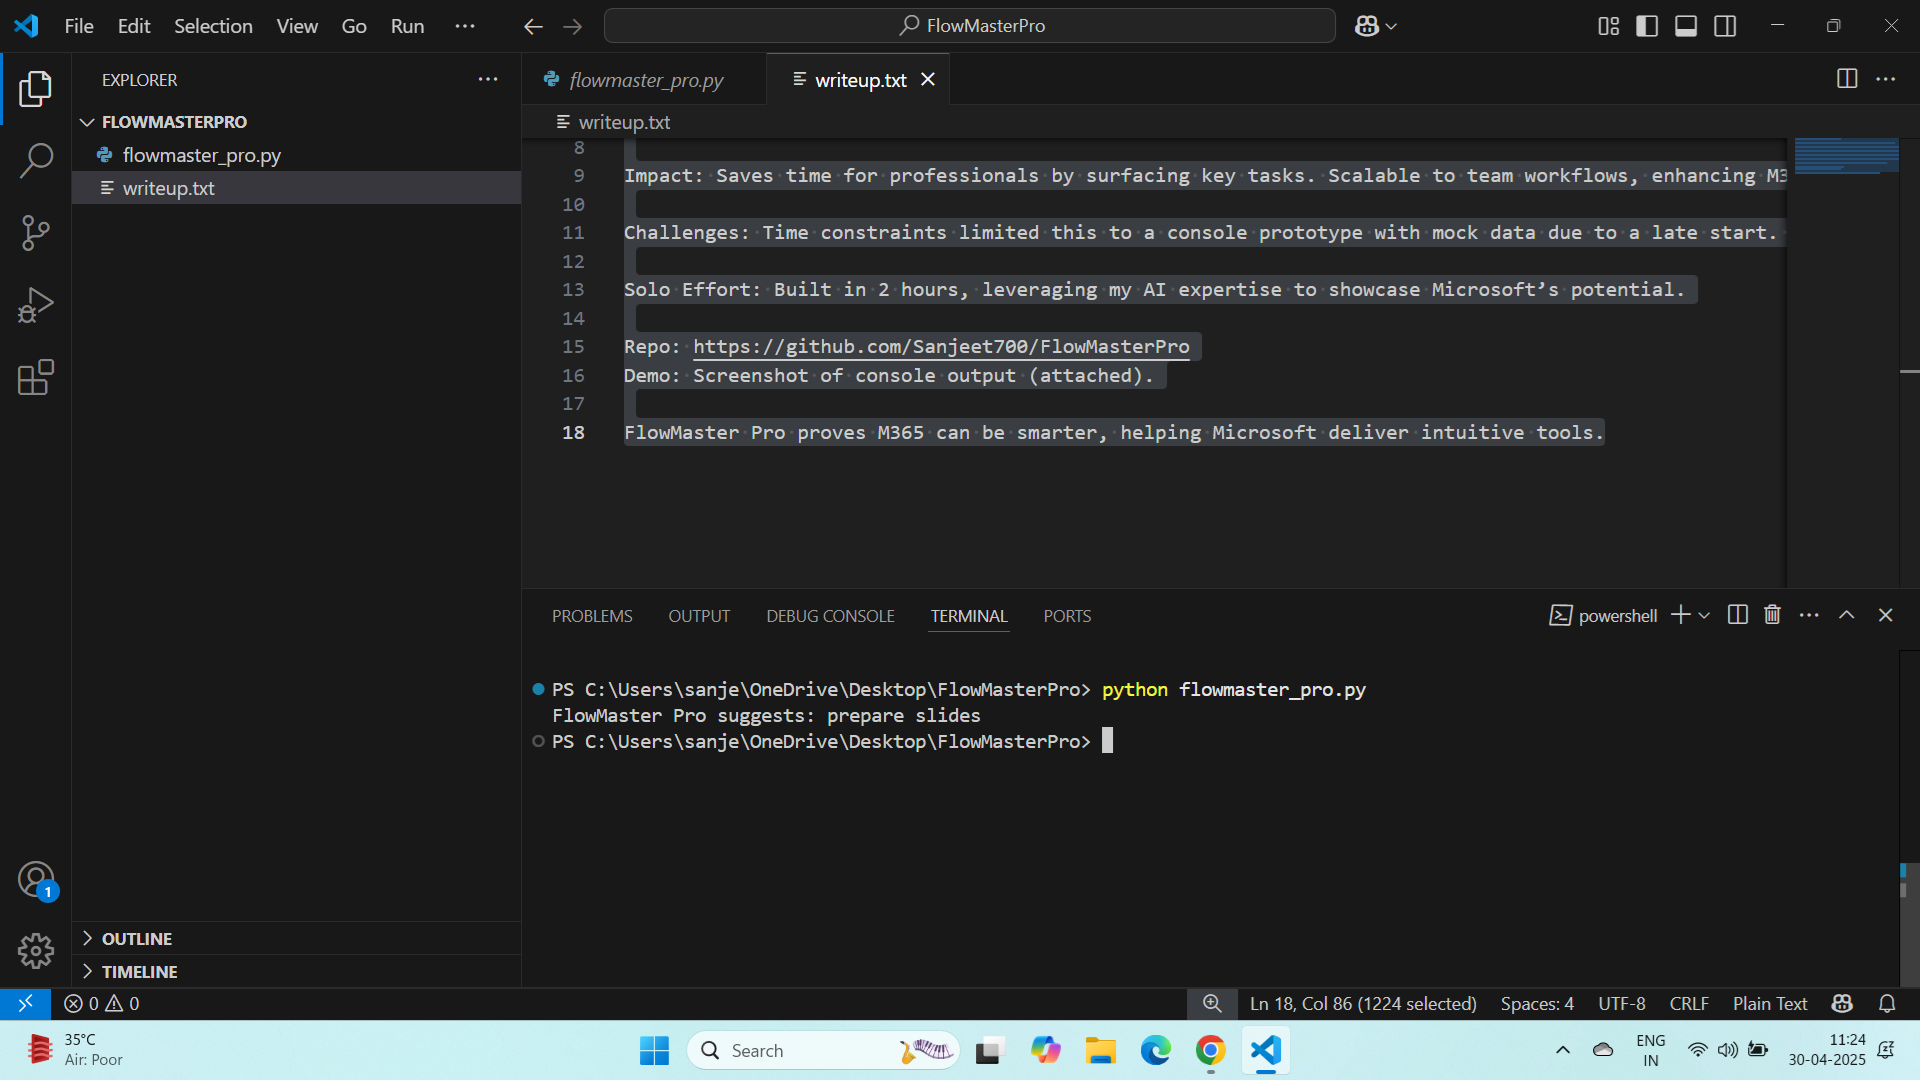 File Edit Selection View Go Run ···
FlowMasterPro
EXPLORER
FLOWMASTERPRO
flowmaster_pro.py
writeup.txt
flowmaster_pro.py
writeup.txt
writeup.txt
8
9 Impact: Saves time for professionals by surfacing key tasks. Scalable to team workflows, enhancing M3
10
11 Challenges: Time constraints limited this to a console prototype with mock data due to a late start.
12
13 Solo Effort: Built in 2 hours, leveraging my AI expertise to showcase Microsoft’s potential.
14
15 Repo: https://github.com/Sanjeet700/FlowMasterPro
16 Demo: Screenshot of console output (attached).
17
18 FlowMaster Pro proves M365 can be smarter, helping Microsoft deliver intuitive tools.
PROBLEMS OUTPUT DEBUG CONSOLE TERMINAL PORTS
powershell
PS C:\Users\sanje\OneDrive\Desktop\FlowMasterPro> python flowmaster_pro.py
FlowMaster Pro suggests: prepare slides
PS C:\Users\sanje\OneDrive\Desktop\FlowMasterPro>
1
OUTLINE
TIMELINE
0 0
Ln 18, Col 86 (1224 selected) Spaces: 4 UTF-8 CRLF Plain Text
35°C
Air: Poor
Search
ENG
IN
11:24
30-04-2025